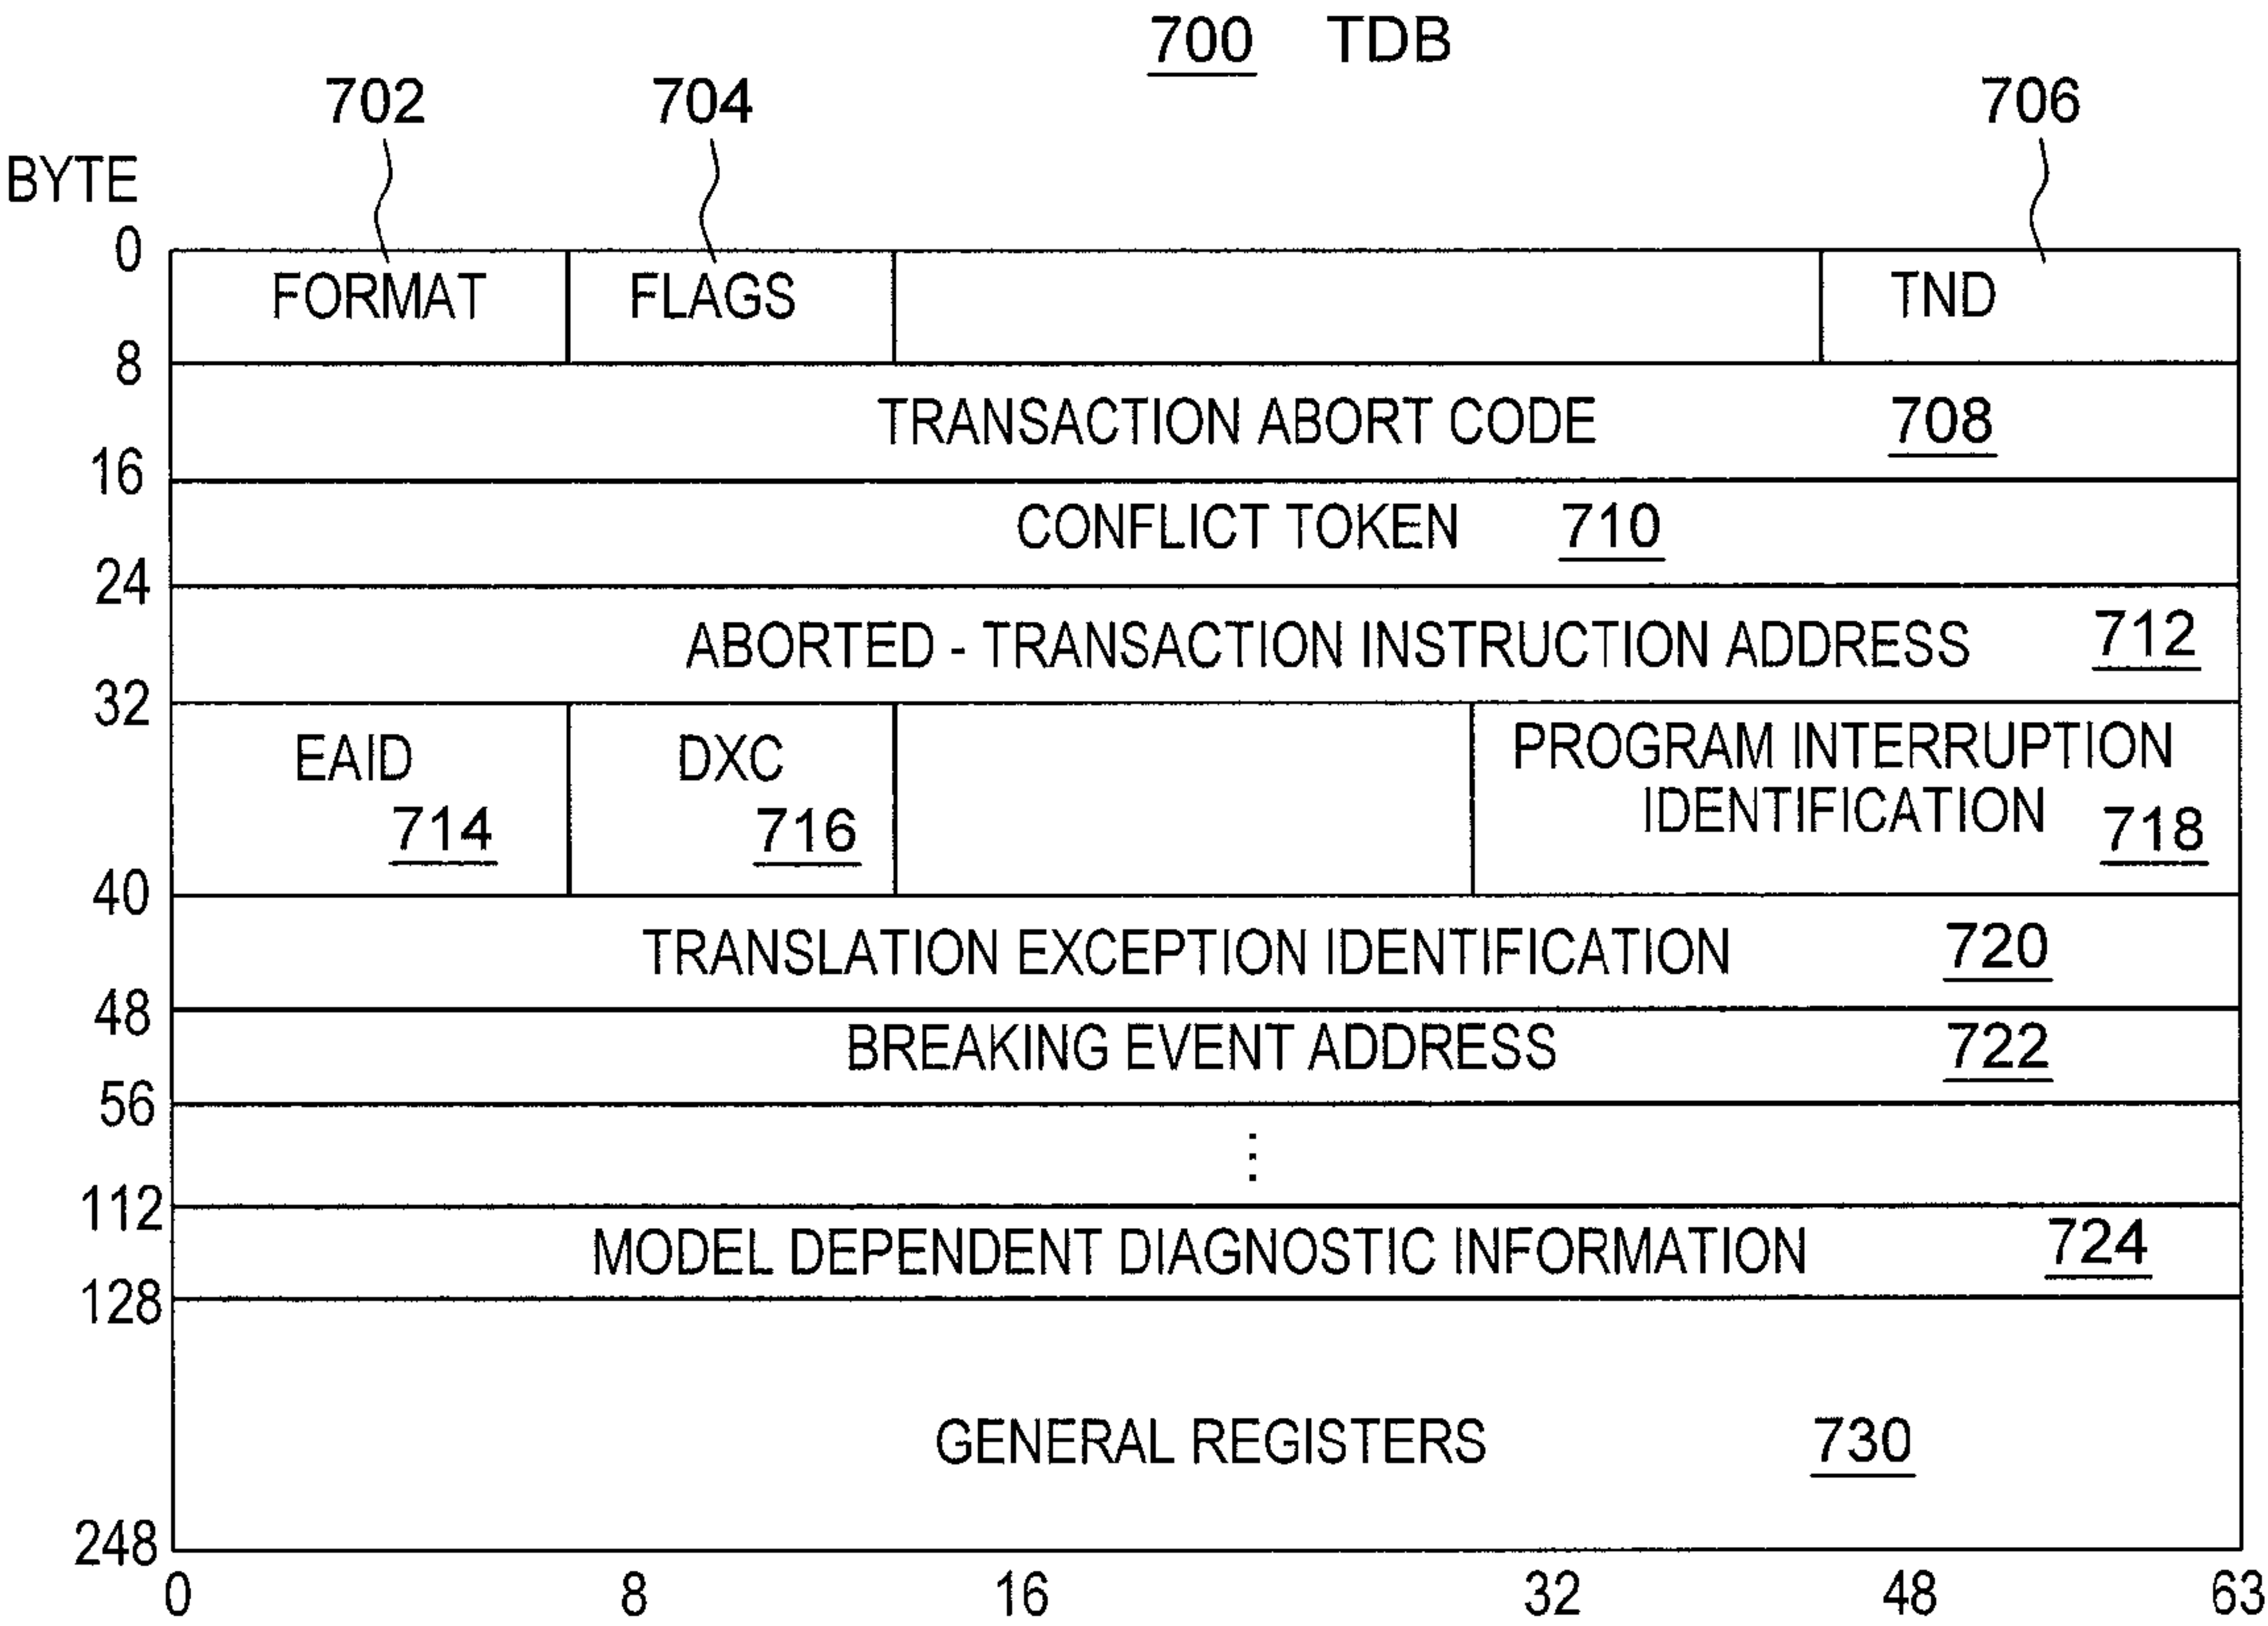 700 TDB
702 704 706
BYTE
0
FORMAT FLAGS TND
8
TRANSACTION ABORT CODE 708
16
CONFLICT TOKEN 710
24
ABORTED - TRANSACTION INSTRUCTION ADDRESS 712
32
EAID 714
DXC 716
PROGRAM INTERRUPTION
IDENTIFICATION 718
40
TRANSLATION EXCEPTION IDENTIFICATION 720
48
BREAKING EVENT ADDRESS 722
56
⋮
112
MODEL DEPENDENT DIAGNOSTIC INFORMATION 724
128
GENERAL REGISTERS 730
248
0 8 16 32 48 63